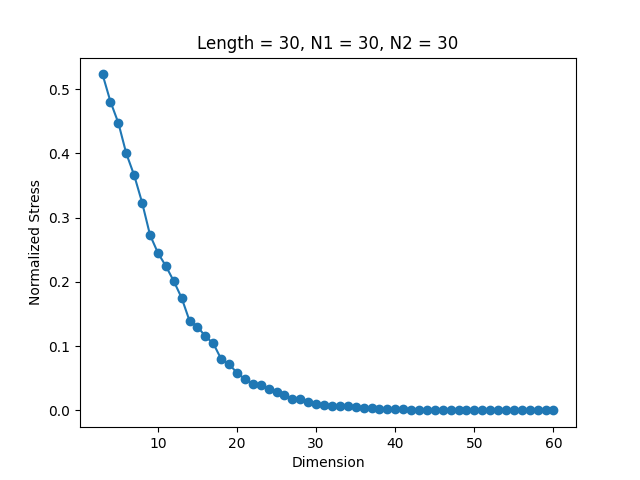 Length = 30, N1 = 30, N2 = 30
Normalized Stress
0.5
0.4
0.3
0.2
0.1
0.0
10 20 30 40 50 60
Dimension